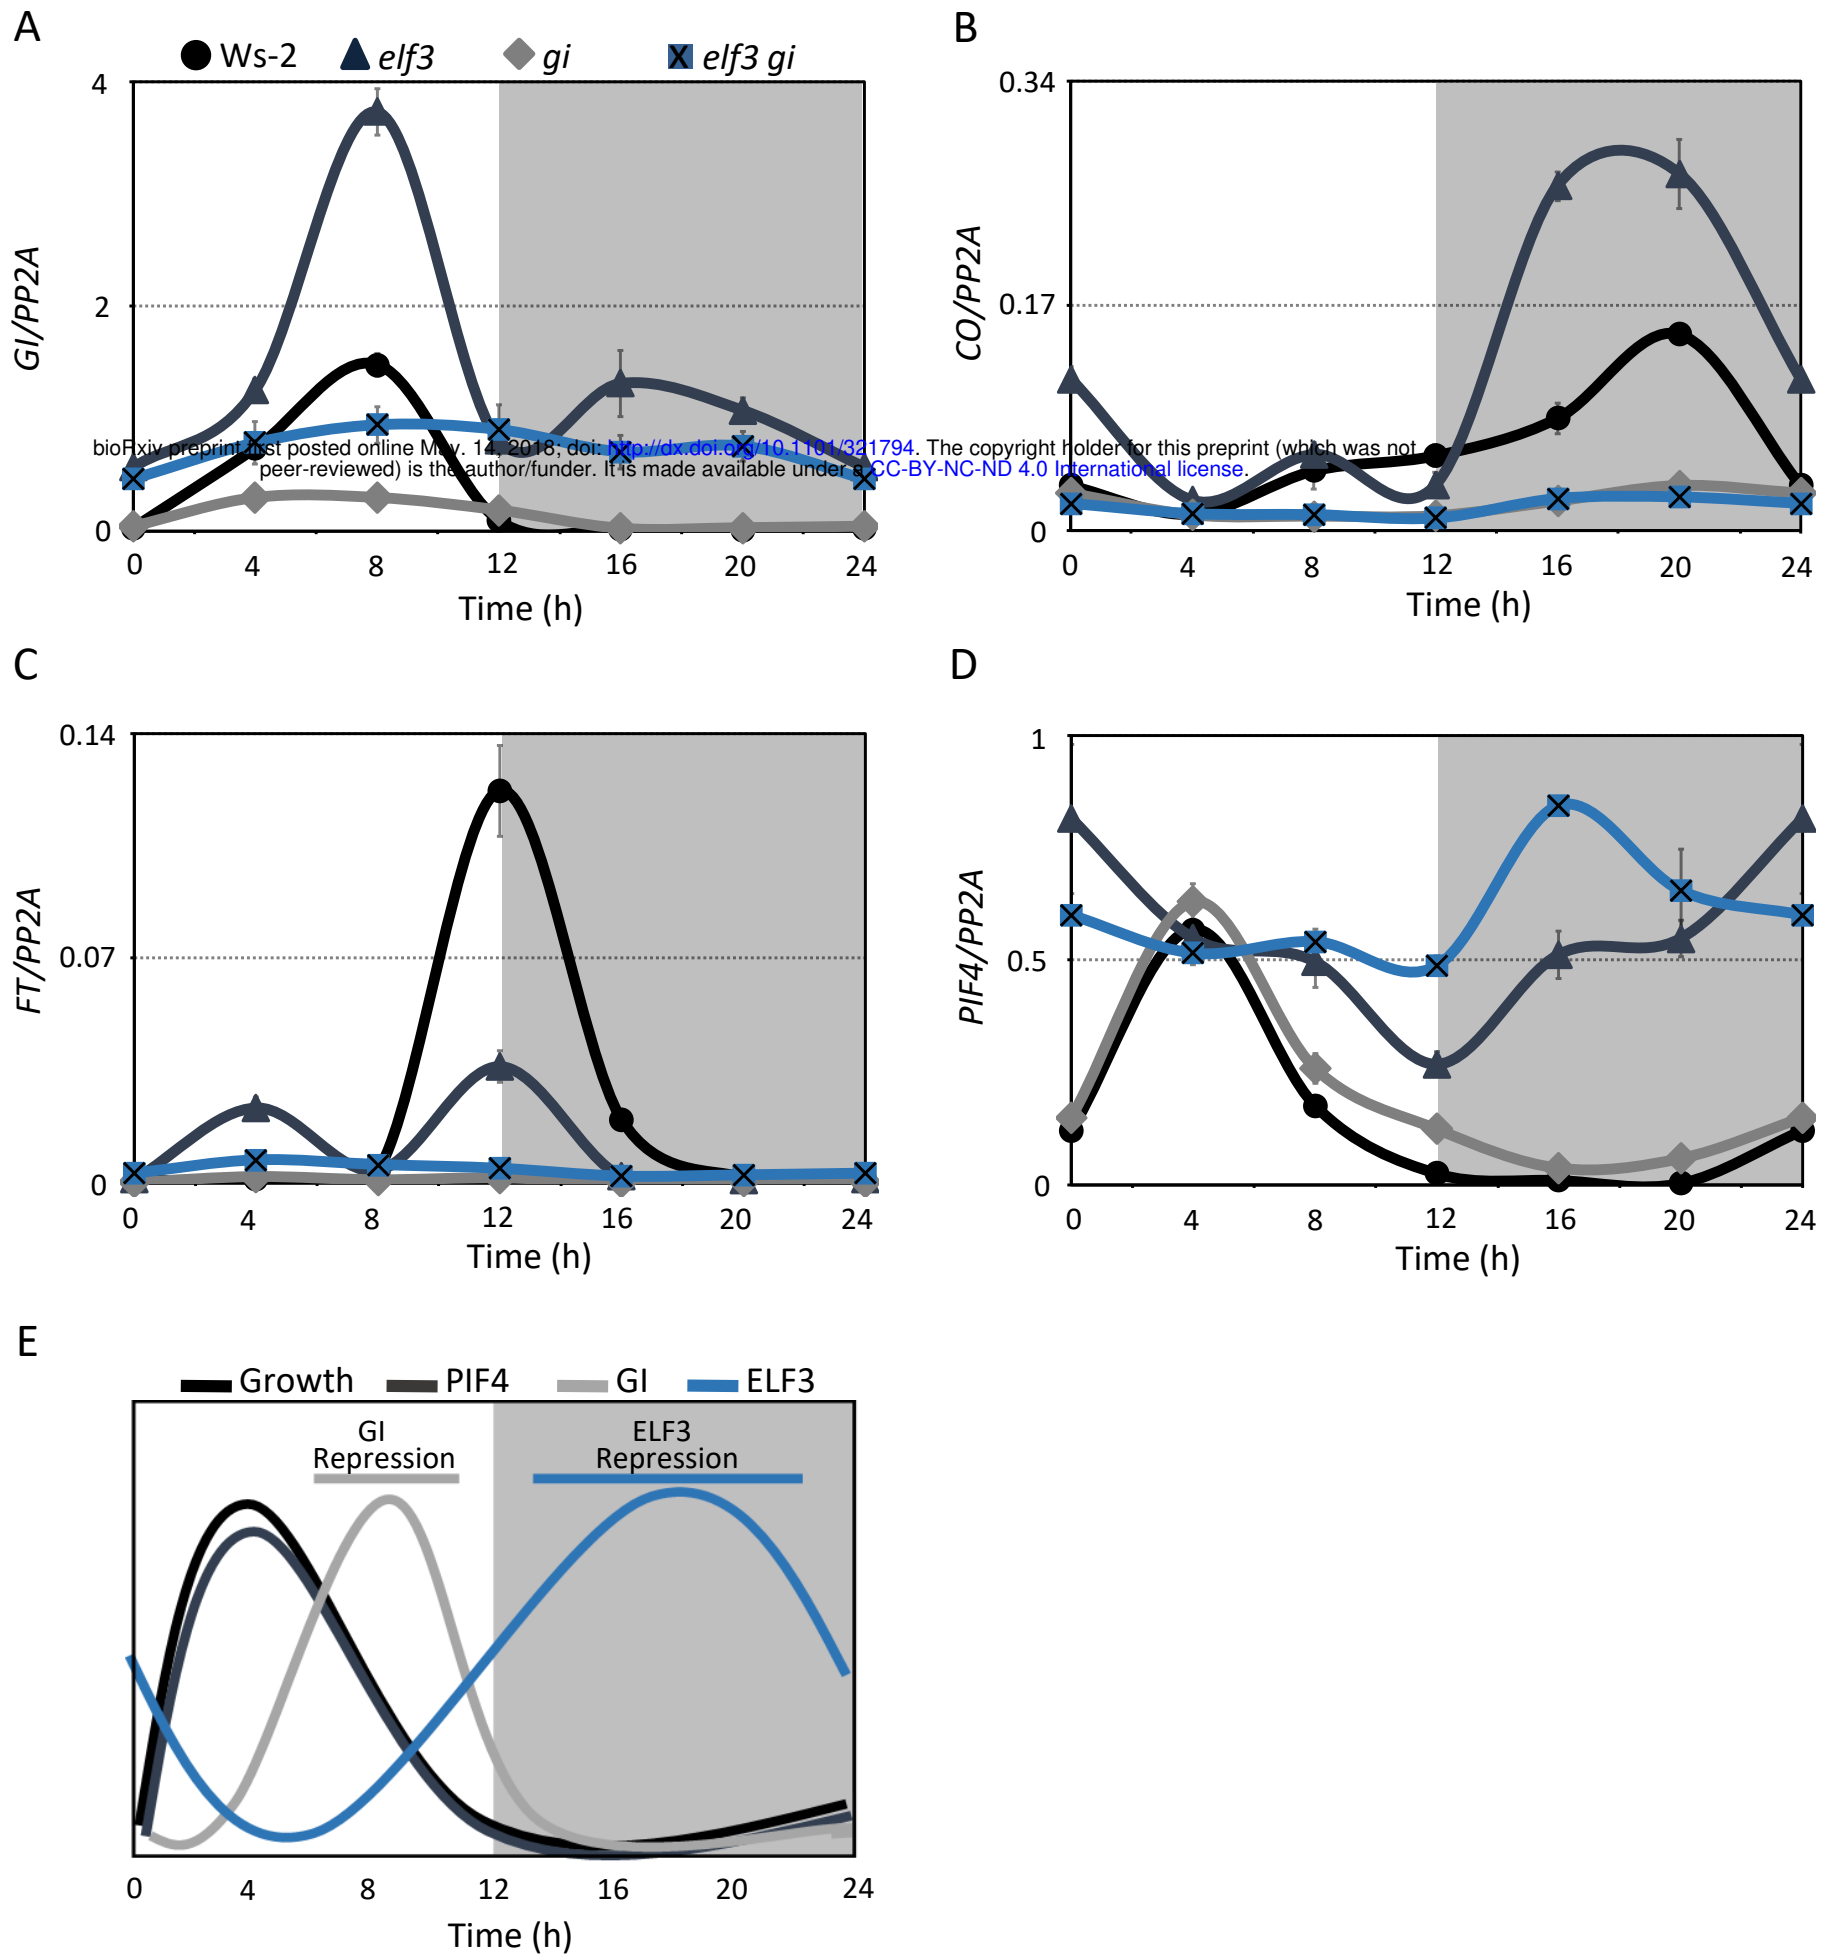 A
B
Ws-2 elf3 gi elf3 gi
4
2
0
GI/PP2A
0 4 8 12 16 20 24
Time (h)
0.34
0.17
0
CO/PP2A
0 4 8 12 16 20 24
Time (h)
bioRxiv preprint first posted online May. 14, 2018; doi: http://dx.doi.org/10.1101/321794. The copyright holder for this preprint (which was not
peer-reviewed) is the author/funder. It is made available under a CC-BY-NC-ND 4.0 International license.
C
D
0.14
0.07
0
FT/PP2A
0 4 8 12 16 20 24
Time (h)
1
0.5
0
PIF4/PP2A
0 4 8 12 16 20 24
Time (h)
E
Growth PIF4 GI ELF3
GI
Repression
ELF3
Repression
0 4 8 12 16 20 24
Time (h)